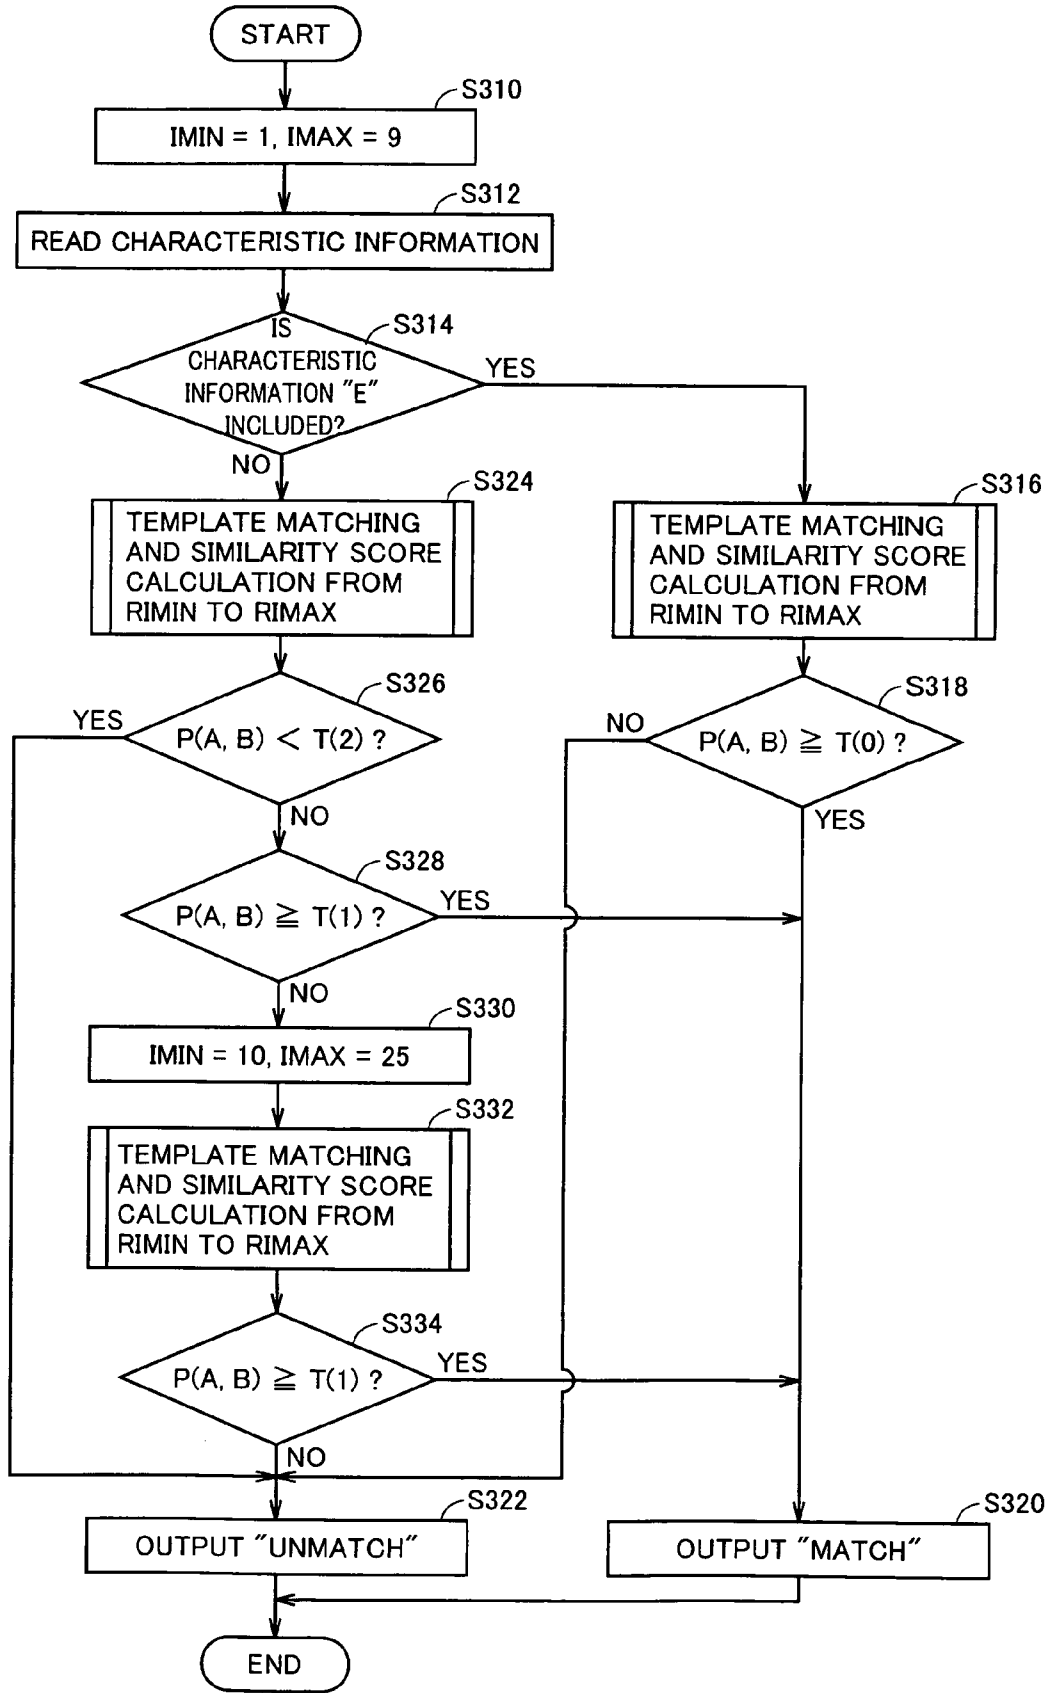 START
S310
IMIN = 1, IMAX = 9
S312
READ CHARACTERISTIC INFORMATION
S314
IS
CHARACTERISTIC
INFORMATION "E"
INCLUDED?
YES
NO
S324
TEMPLATE MATCHING
AND SIMILARITY SCORE
CALCULATION FROM
RIMIN TO RIMAX
S316
TEMPLATE MATCHING
AND SIMILARITY SCORE
CALCULATION FROM
RIMIN TO RIMAX
S326
YES
P(A, B) < T(2) ?
NO
S318
NO
P(A, B) ≧ T(0) ?
YES
S328
P(A, B) ≧ T(1) ?
YES
NO
S330
IMIN = 10, IMAX = 25
S332
TEMPLATE MATCHING
AND SIMILARITY SCORE
CALCULATION FROM
RIMIN TO RIMAX
S334
P(A, B) ≧ T(1) ?
YES
NO
S322
OUTPUT "UNMATCH"
S320
OUTPUT "MATCH"
END